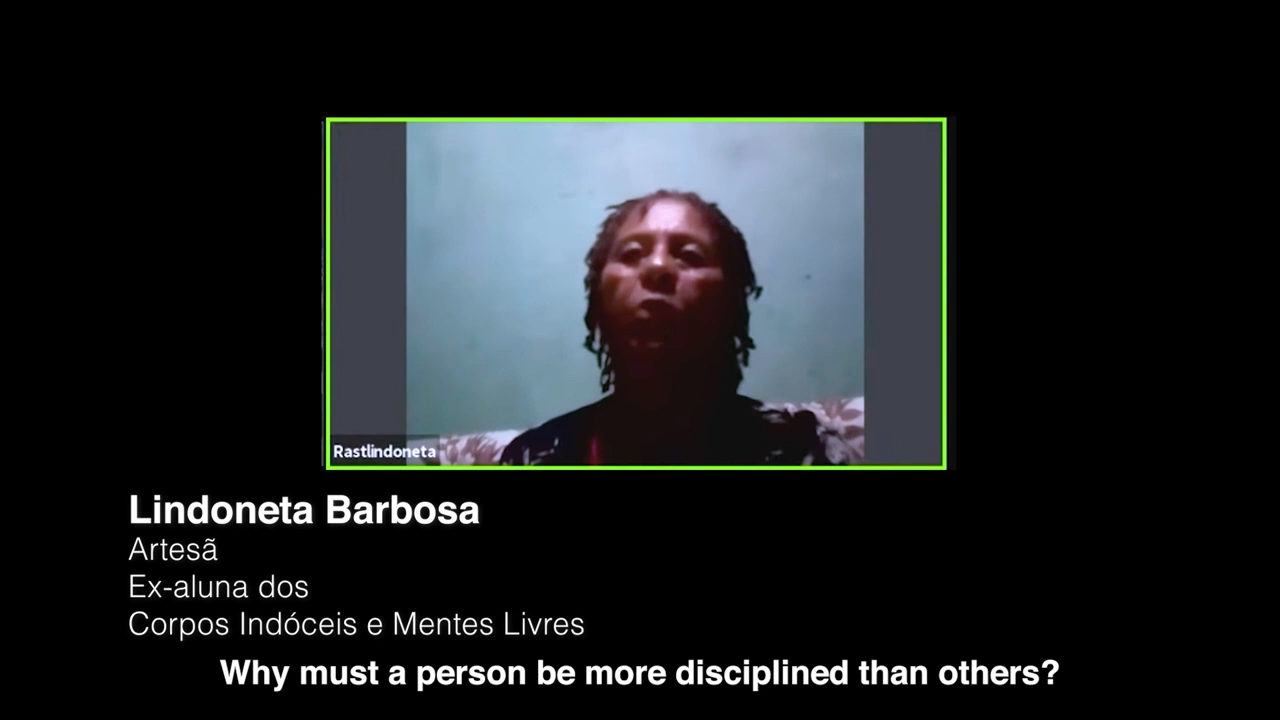 Rastlindoneta
Lindoneta Barbosa
Artesã
Ex-aluna dos
Corpos Indóceis e Mentes Livres
Why must a person be more disciplined than others?